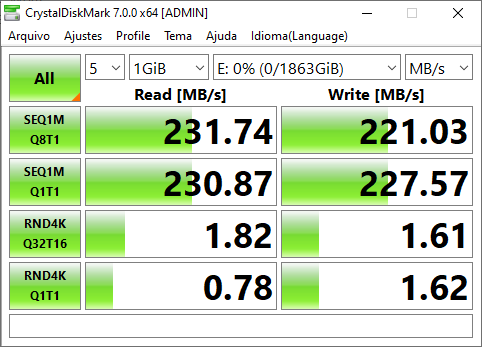 CrystalDiskMark 7.0.0 x64 [ADMIN]
Arquivo Ajustes Profile Tema Ajuda Idioma(Language)
All 5 1GiB E: 0% (0/1863GiB) MB/s
Read [MB/s] Write [MB/s]
SEQ1M
Q8T1 231.74 221.03
SEQ1M
Q1T1 230.87 227.57
RND4K
Q32T16 1.82 1.61
RND4K
Q1T1 0.78 1.62